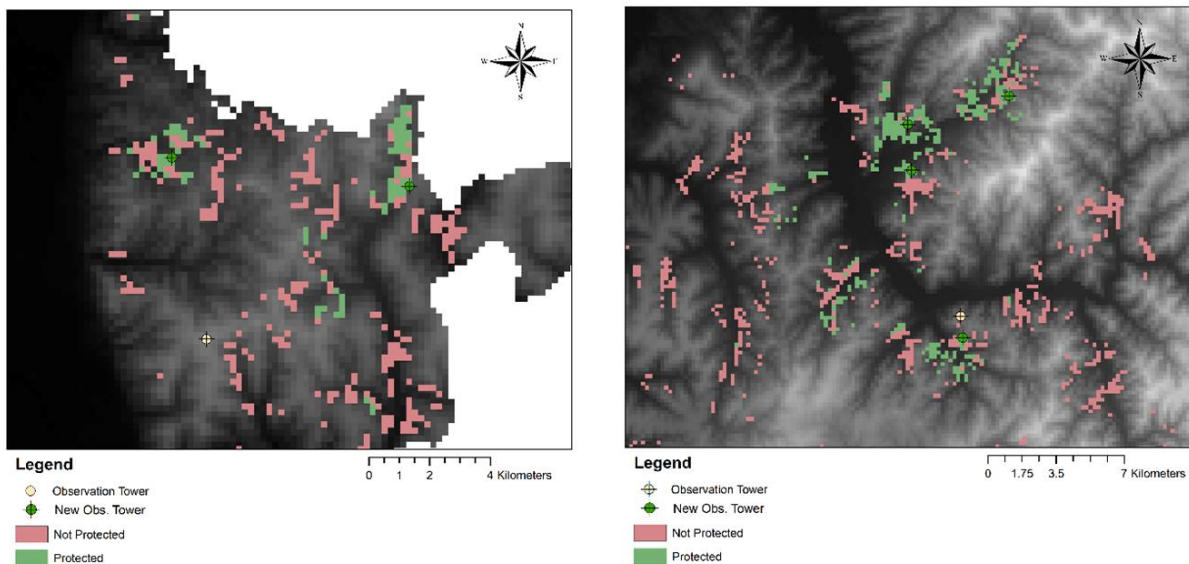 N
W E
S
Legend
0 1 2 4 Kilometers
Observation Tower
New Obs. Tower
Not Protected
Protected
N
W E
S
Legend
0 1.75 3.5 7 Kilometers
Observation Tower
New Obs. Tower
Not Protected
Protected